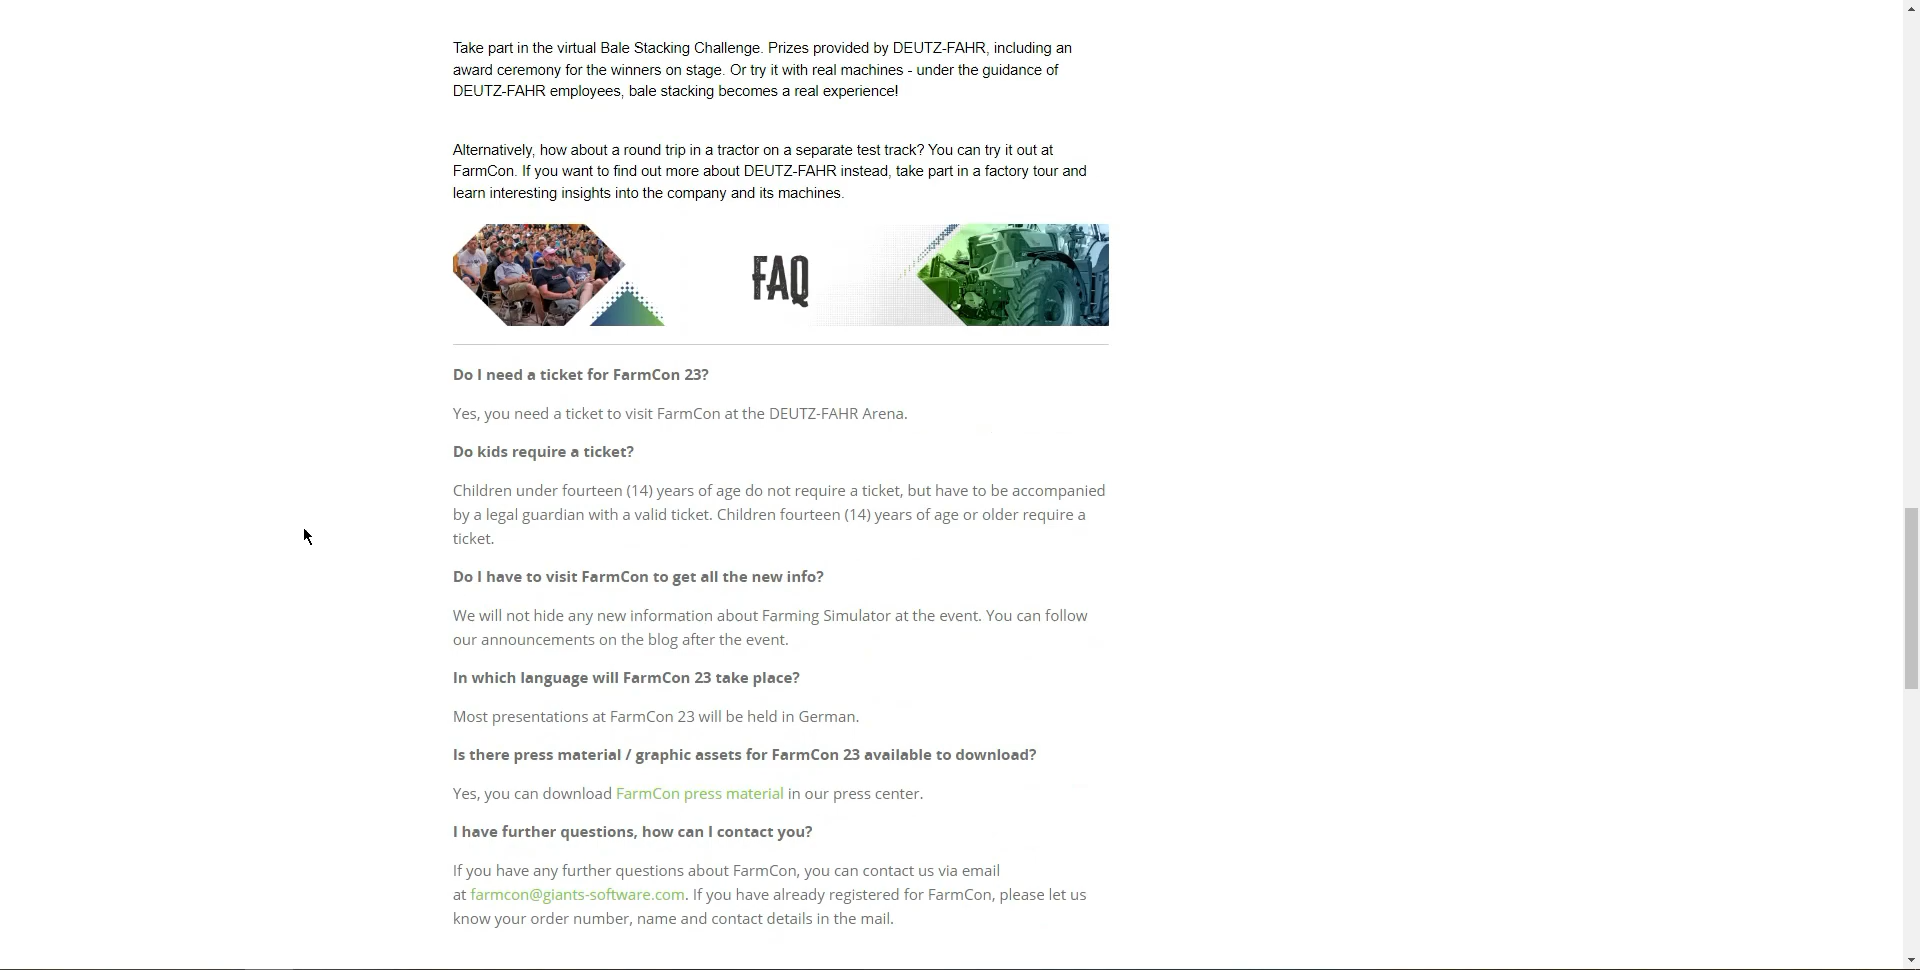 Take part in the virtual Bale Stacking Challenge. Prizes provided by DEUTZ-FAHR, including an
award ceremony for the winners on stage. Or try it with real machines - under the guidance of
DEUTZ-FAHR employees, bale stacking becomes a real experience!
Alternatively, how about a round trip in a tractor on a separate test track? You can try it out at
FarmCon. If you want to find out more about DEUTZ-FAHR instead, take part in a factory tour and
learn interesting insights into the company and its machines.
FAQ
Do I need a ticket for FarmCon 23?
Yes, you need a ticket to visit FarmCon at the DEUTZ-FAHR Arena.
Do kids require a ticket?
Children under fourteen (14) years of age do not require a ticket, but have to be accompanied
by a legal guardian with a valid ticket. Children fourteen (14) years of age or older require a
ticket.
Do I have to visit FarmCon to get all the new info?
We will not hide any new information about Farming Simulator at the event. You can follow
our announcements on the blog after the event.
In which language will FarmCon 23 take place?
Most presentations at FarmCon 23 will be held in German.
Is there press material / graphic assets for FarmCon 23 available to download?
Yes, you can download FarmCon press material in our press center.
I have further questions, how can I contact you?
If you have any further questions about FarmCon, you can contact us via email
at farmcon@giants-software.com. If you have already registered for FarmCon, please let us
know your order number, name and contact details in the mail.